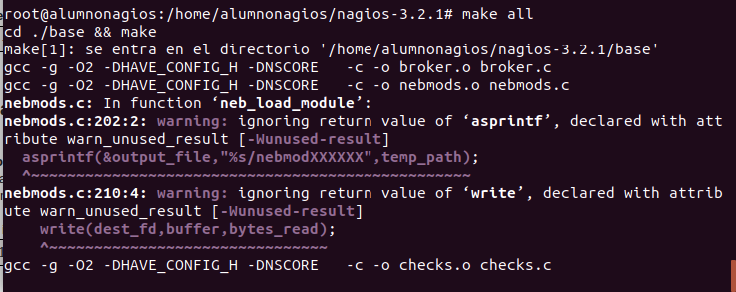 root@alumnonagios:/home/alumnonagios/nagios-3.2.1# make all
cd ./base && make
make[1]: se entra en el directorio '/home/alumnonagios/nagios-3.2.1/base'
gcc -g -O2 -DHAVE_CONFIG_H -DNSCORE   -c -o broker.o broker.c
gcc -g -O2 -DHAVE_CONFIG_H -DNSCORE   -c -o nebmods.o nebmods.c
nebmods.c: In function ‘neb_load_module’:
nebmods.c:202:2: warning: ignoring return value of ‘asprintf’, declared with att
ribute warn_unused_result [-Wunused-result]
  asprintf(&output_file,"%s/nebmodXXXXXX",temp_path);
  ^~~~~~~~~~~~~~~~~~~~~~~~~~~~~~~~~~~~~~~~~~~~~~~~~~
nebmods.c:210:4: warning: ignoring return value of ‘write’, declared with attrib
ute warn_unused_result [-Wunused-result]
    write(dest_fd,buffer,bytes_read);
    ^~~~~~~~~~~~~~~~~~~~~~~~~~~~~~~~
gcc -g -O2 -DHAVE_CONFIG_H -DNSCORE   -c -o checks.o checks.c